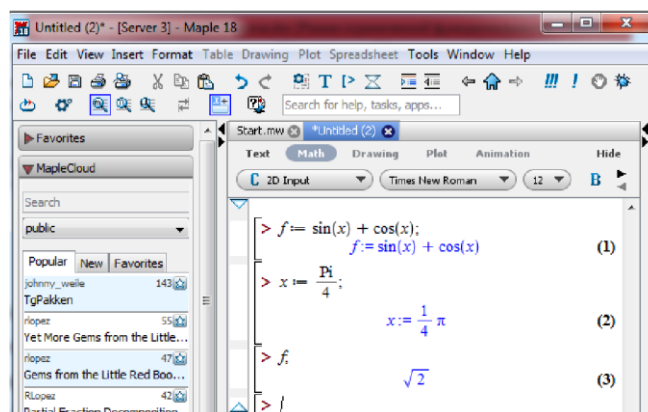 Untitled (2)* - [Server 3] - Maple 18
File Edit View Insert Format Table Drawing Plot Spreadsheet Tools Window Help
Search for help, tasks, apps...
Favorites
MapleCloud
Search
public
Popular New Favorites
johnny_weile 143
TgPakken
rlopez 55
Yet More Gems from the Little...
rlopez 47
Gems from the Little Red Boo...
RLopez 42
Partial Fraction Decomposition
Start.mw *Untitled (2)
Text Math Drawing Plot Animation Hide
C 2D Input Times New Roman 12 B
> f := sin(x) + cos(x);
f := sin(x) + cos(x) (1)
> x := Pi/4;
x := 1/4 π (2)
> f;
√2 (3)
>